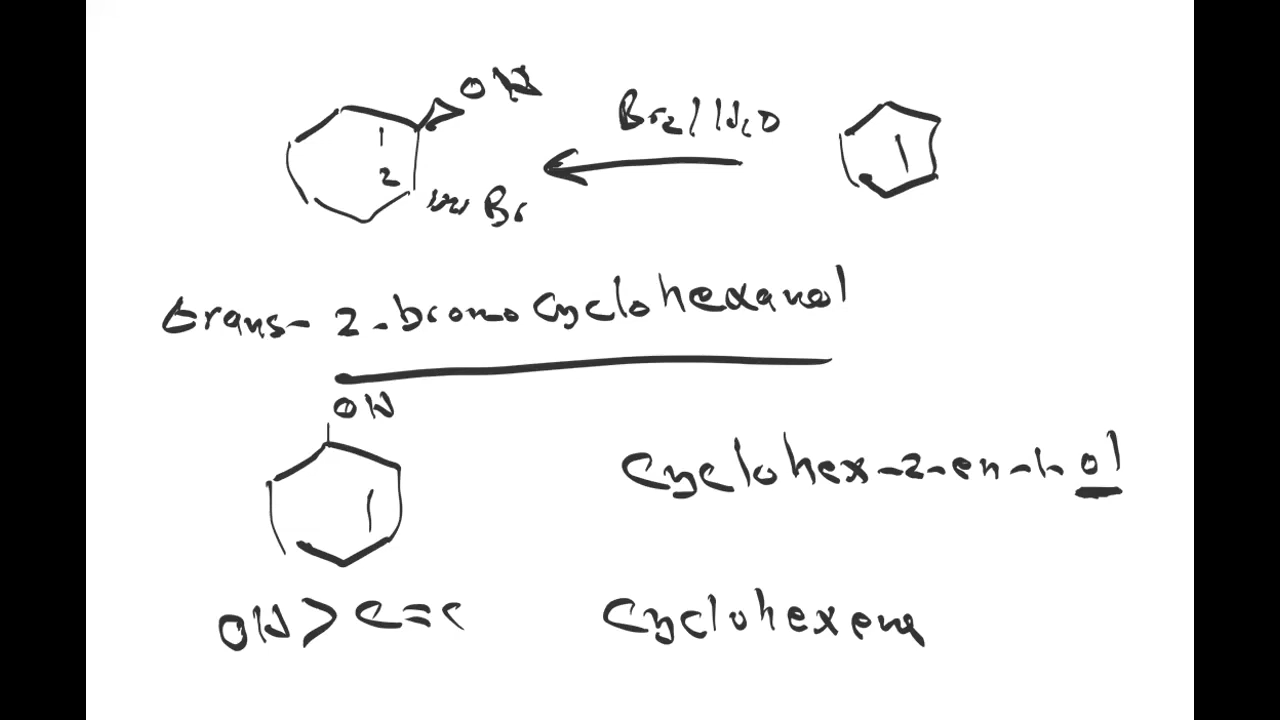 OH
Br2/H2O
1
2
Br
trans-2-bromocyclohexanol
OH
cyclohex-2-en-1-ol
OH > C=C
cyclohexene